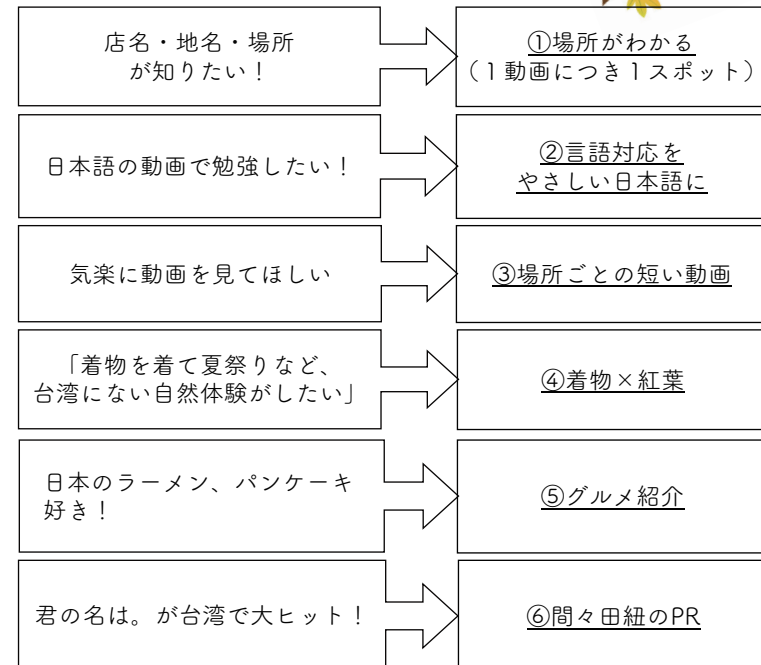 店名・地名・場所
が知りたい！
①場所がわかる
（１動画につき１スポット）
日本語の動画で勉強したい！
②言語対応を
やさしい日本語に
気楽に動画を見てほしい
③場所ごとの短い動画
「着物を着て夏祭りなど、
台湾にない自然体験がしたい」
④着物×紅葉
日本のラーメン、パンケーキ
好き！
⑤グルメ紹介
君の名は。が台湾で大ヒット！
⑥間々田紐のPR